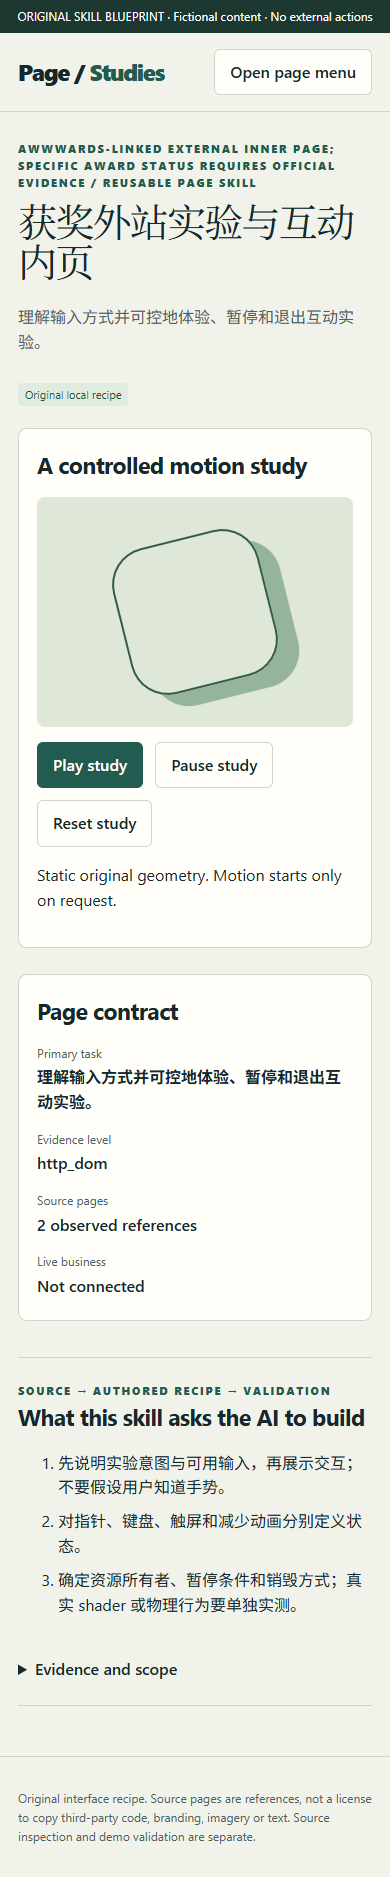 ORIGINAL SKILL BLUEPRINT · Fictional content · No external actions
Page / Studies
Open page menu
AWWWARDS-LINKED EXTERNAL INNER PAGE;
SPECIFIC AWARD STATUS REQUIRES OFFICIAL
EVIDENCE / REUSABLE PAGE SKILL
获奖外站实验与互动
内页
理解输入方式并可控地体验、暂停和退出互动实
验。
Original local recipe
A controlled motion study
Play study
Pause study
Reset study
Static original geometry. Motion starts only
on request.
Page contract
Primary task
理解输入方式并可控地体验、暂停和退出互
动实验。
Evidence level
http_dom
Source pages
2 observed references
Live business
Not connected
SOURCE → AUTHORED RECIPE → VALIDATION
What this skill asks the AI to build
1. 先说明实验意图与可用输入，再展示交互；
不要假设用户知道手势。
2. 对指针、键盘、触屏和减少动画分别定义状
态。
3. 确定资源所有者、暂停条件和销毁方式；真
实 shader 或物理行为要单独实测。
▶ Evidence and scope
Original interface recipe. Source pages are references, not a license
to copy third-party code, branding, imagery or text. Source
inspection and demo validation are separate.